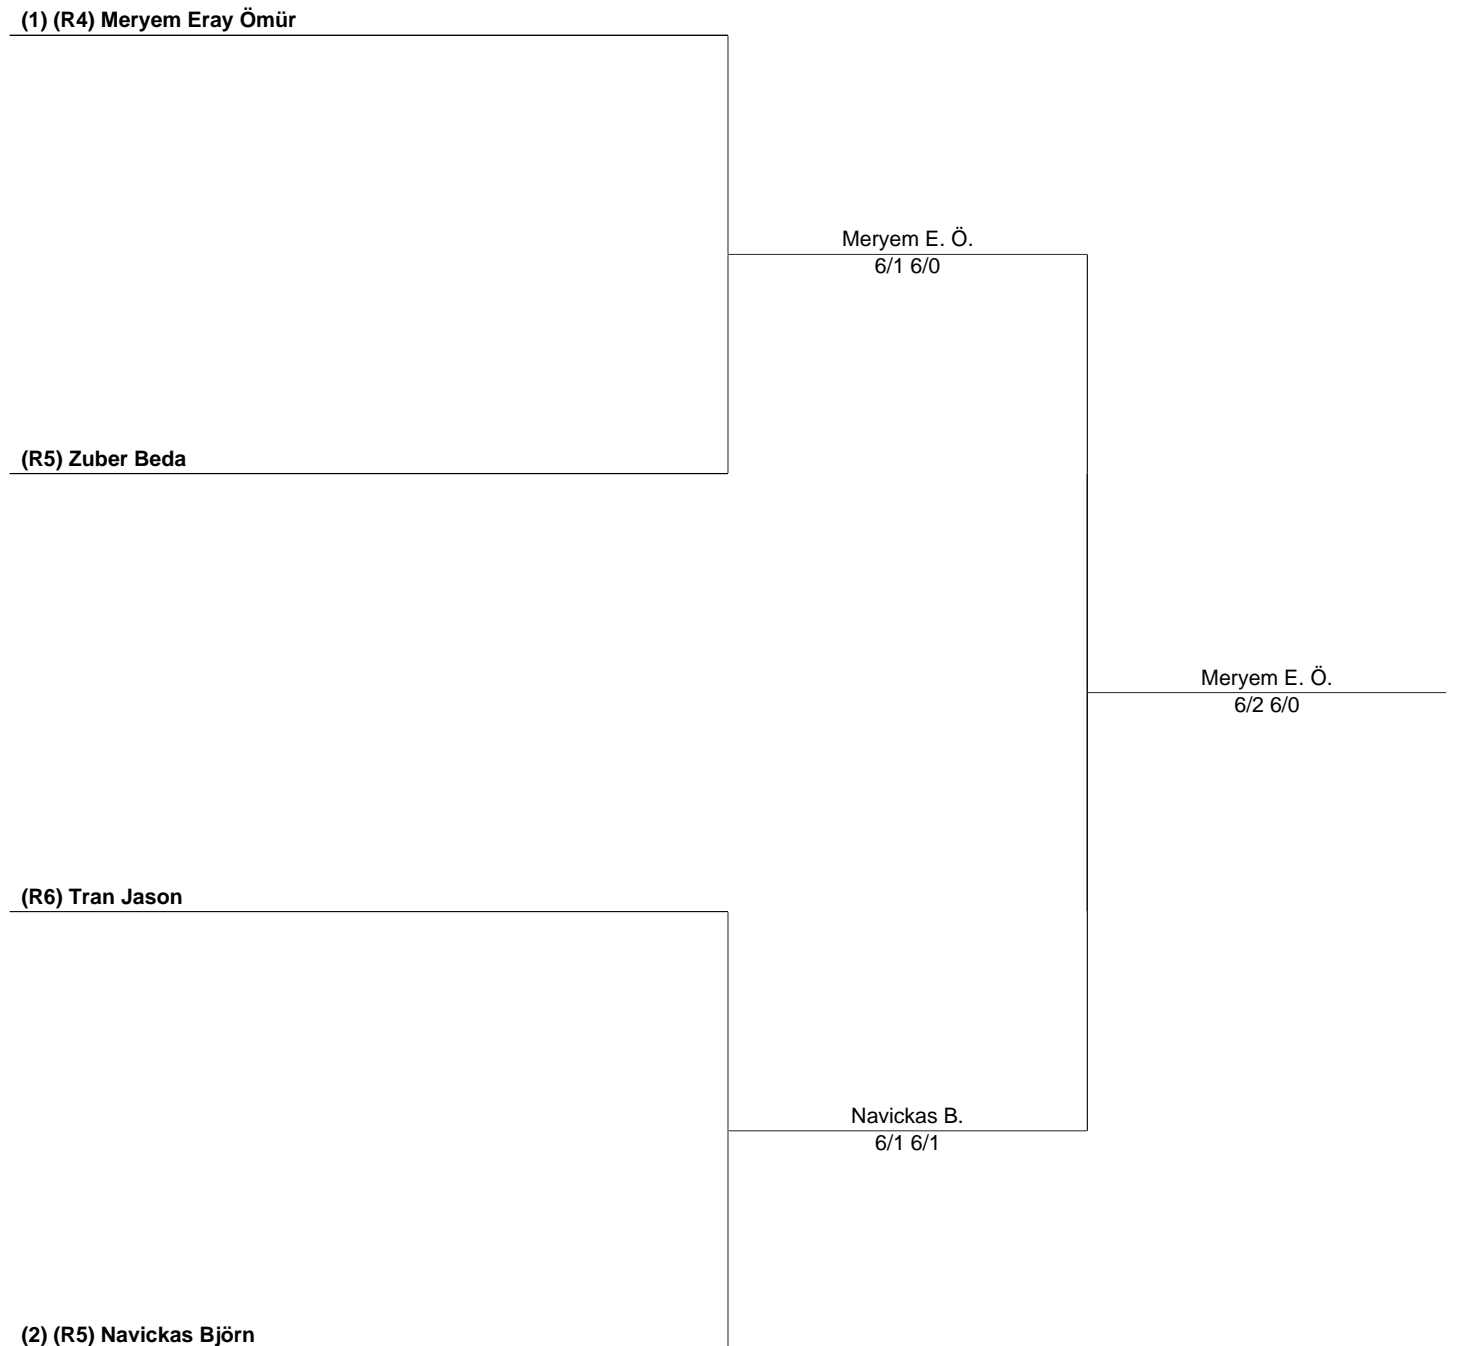 (1) (R4) Meryem Eray Ömür
Meryem E. Ö.
6/1 6/0
(R5) Zuber Beda
Meryem E. Ö.
6/2 6/0
(R6) Tran Jason
Navickas B.
6/1 6/1
(2) (R5) Navickas Björn